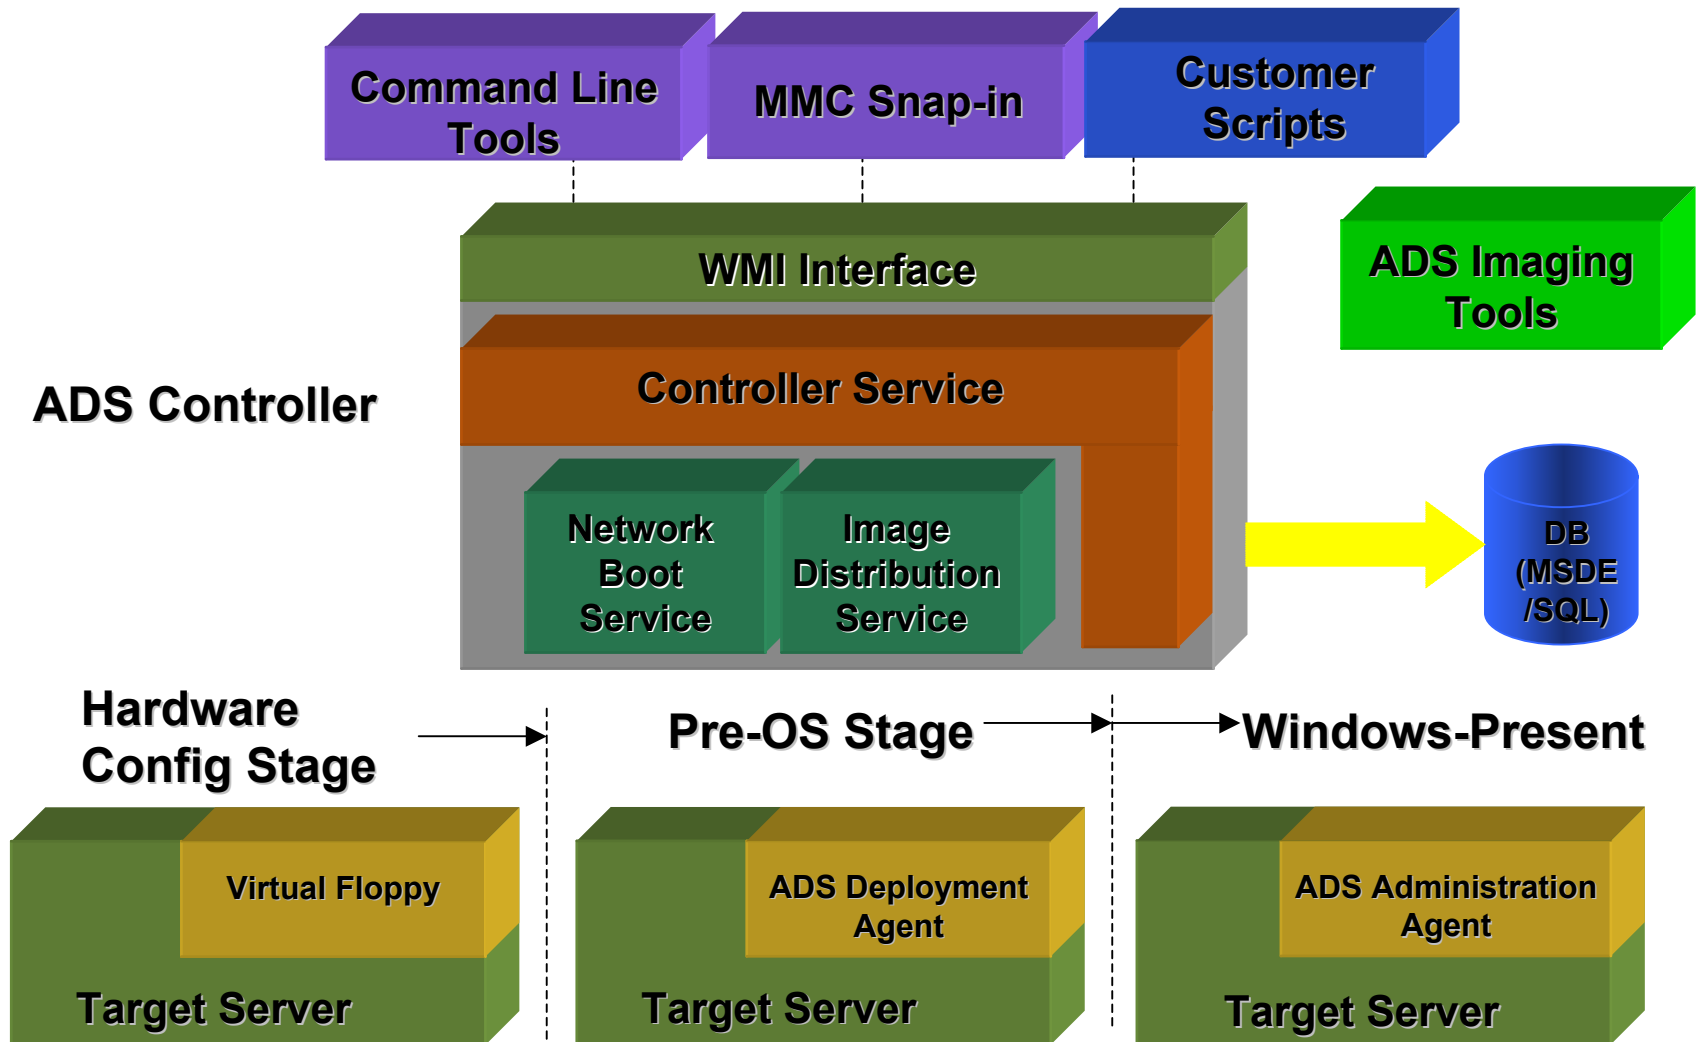 Command Line
Tools
MMC Snap-in
Customer
Scripts
WMI Interface
ADS Imaging
Tools
Controller Service
ADS Controller
Network
Boot
Service
Image
Distribution
Service
DB
(MSDE
/SQL)
Hardware
Config Stage
Pre-OS Stage
Windows-Present
Virtual Floppy
Target Server
ADS Deployment
Agent
Target Server
ADS Administration
Agent
Target Server